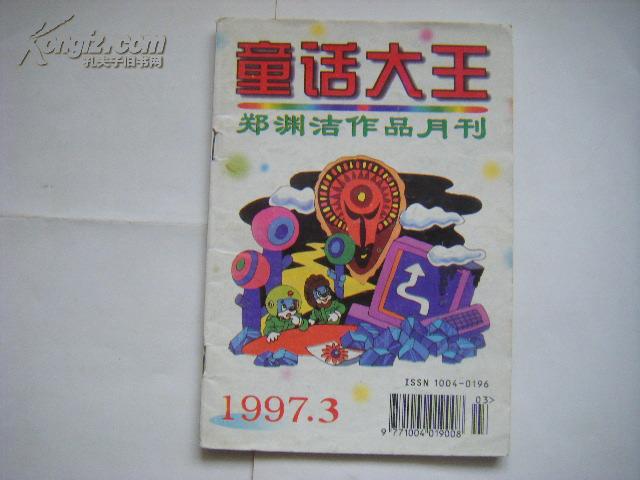 Kongfz.com
孔夫子旧书网
童话大王
郑渊洁作品月刊
ISSN 1004-0196
03>
1997.3
9 771004 019008